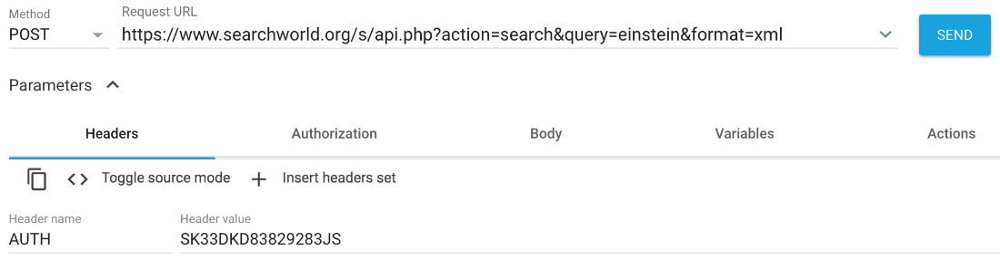 Method
Request URL
POST
https://www.searchworld.org/s/api.php?action=search&query=einstein&format=xml
SEND
Parameters
Headers
Authorization
Body
Variables
Actions
Toggle source mode
Insert headers set
Header name
Header value
AUTH
SK33DKD83829283JS